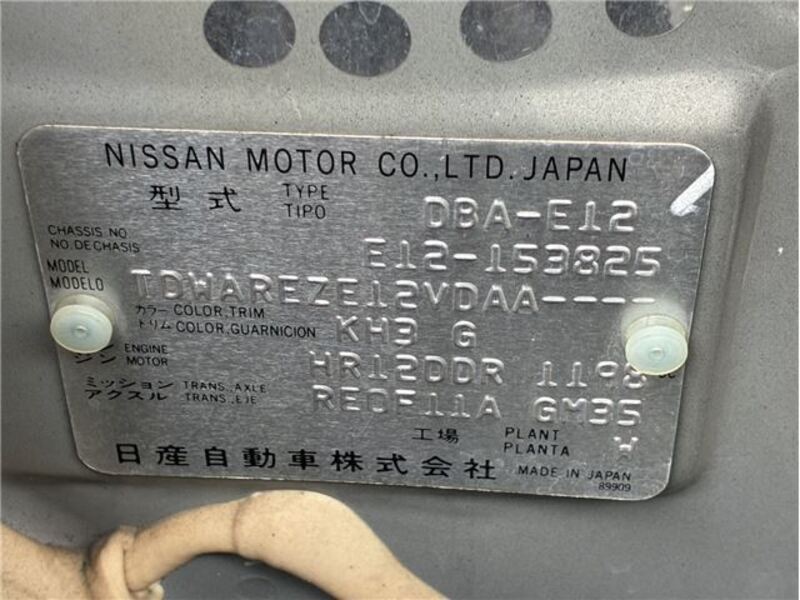 NISSAN MOTOR CO.,LTD. JAPAN
型式 TYPE TIPO DBA-E12
CHASSIS NO. NO.DE CHASIS E12-153825
MODEL MODELO TDWAREZE12VDAA----
カラー COLOR,TRIM トリム COLOR,GUARNICION KH3 G
ジン ENGINE MOTOR HR12DDR 1198
ミッション アクスル TRANS.,AXLE TRANS.,EJE RE0F11A GM35
工場 PLANT PLANTA W
日産自動車株式会社 MADE IN JAPAN
89909